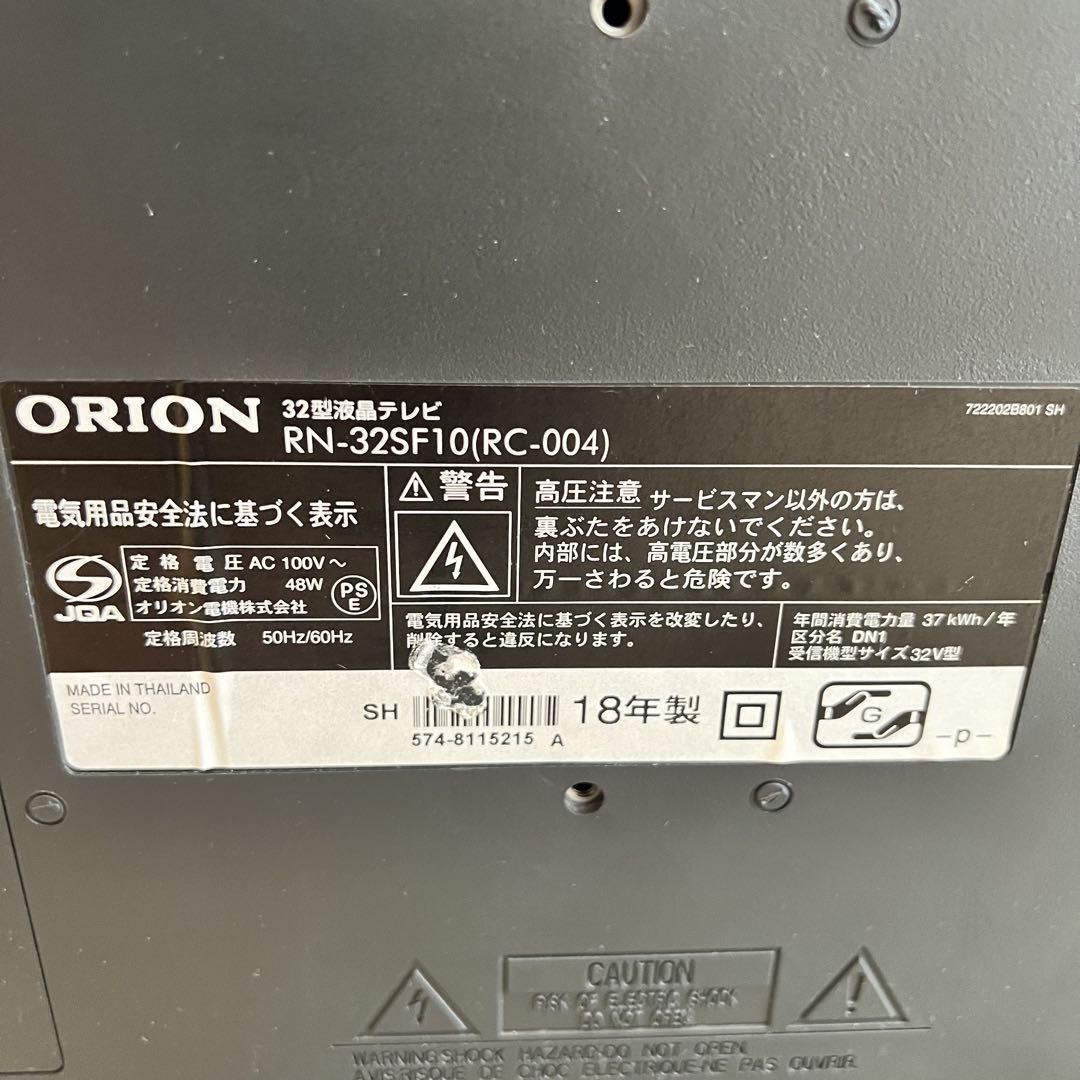 ORION 32型液晶テレビ
RN-32SF10(RC-004)
722202B801 SH
電気用品安全法に基づく表示
JQA
定格電圧 AC 100V～
定格消費電力 48W
オリオン電機株式会社
PS
E
定格周波数 50Hz/60Hz
警告
高圧注意 サービスマン以外の方は、
裏ぶたをあけないでください。
内部には、高電圧部分が数多くあり、
万一さわると危険です。
電気用品安全法に基づく表示を改変したり、
削除すると違反になります。
年間消費電力量 37kWh/年
区分名 DN1
受信機型サイズ32V型
MADE IN THAILAND
SERIAL NO.
SH
574-8115215 A
18年製
G
-p-
CAUTION
RISK OF ELECTRIC SHOCK
DO NOT OPEN
WARNING SHOCK HAZARD-DO NOT OPEN.
AVIS RISQUE DE CHOC ELECTRIQUE-NE PAS OUVRIR.